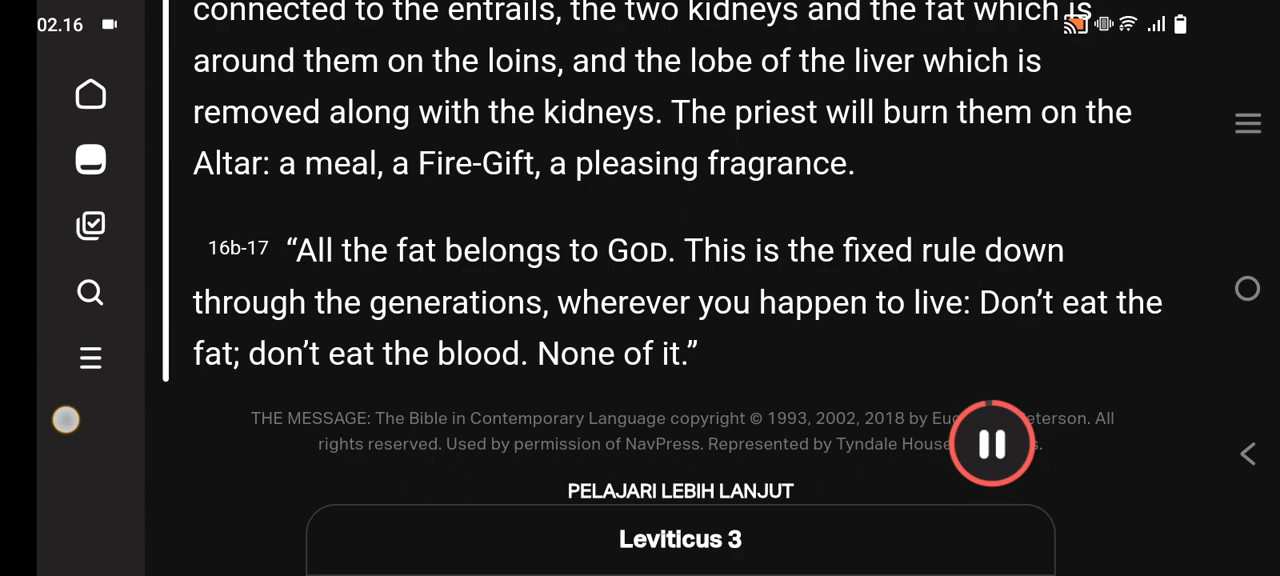 02.16
connected to the entrails, the two kidneys and the fat which is
around them on the loins, and the lobe of the liver which is
removed along with the kidneys. The priest will burn them on the
Altar: a meal, a Fire-Gift, a pleasing fragrance.
16b-17 “All the fat belongs to GOD. This is the fixed rule down
through the generations, wherever you happen to live: Don’t eat the
fat; don’t eat the blood. None of it.”
THE MESSAGE: The Bible in Contemporary Language copyright © 1993, 2002, 2018 by All
rights reserved. Used by permission of NavPress. Represented by Tyndale House
PELAJARI LEBIH LANJUT
Leviticus 3